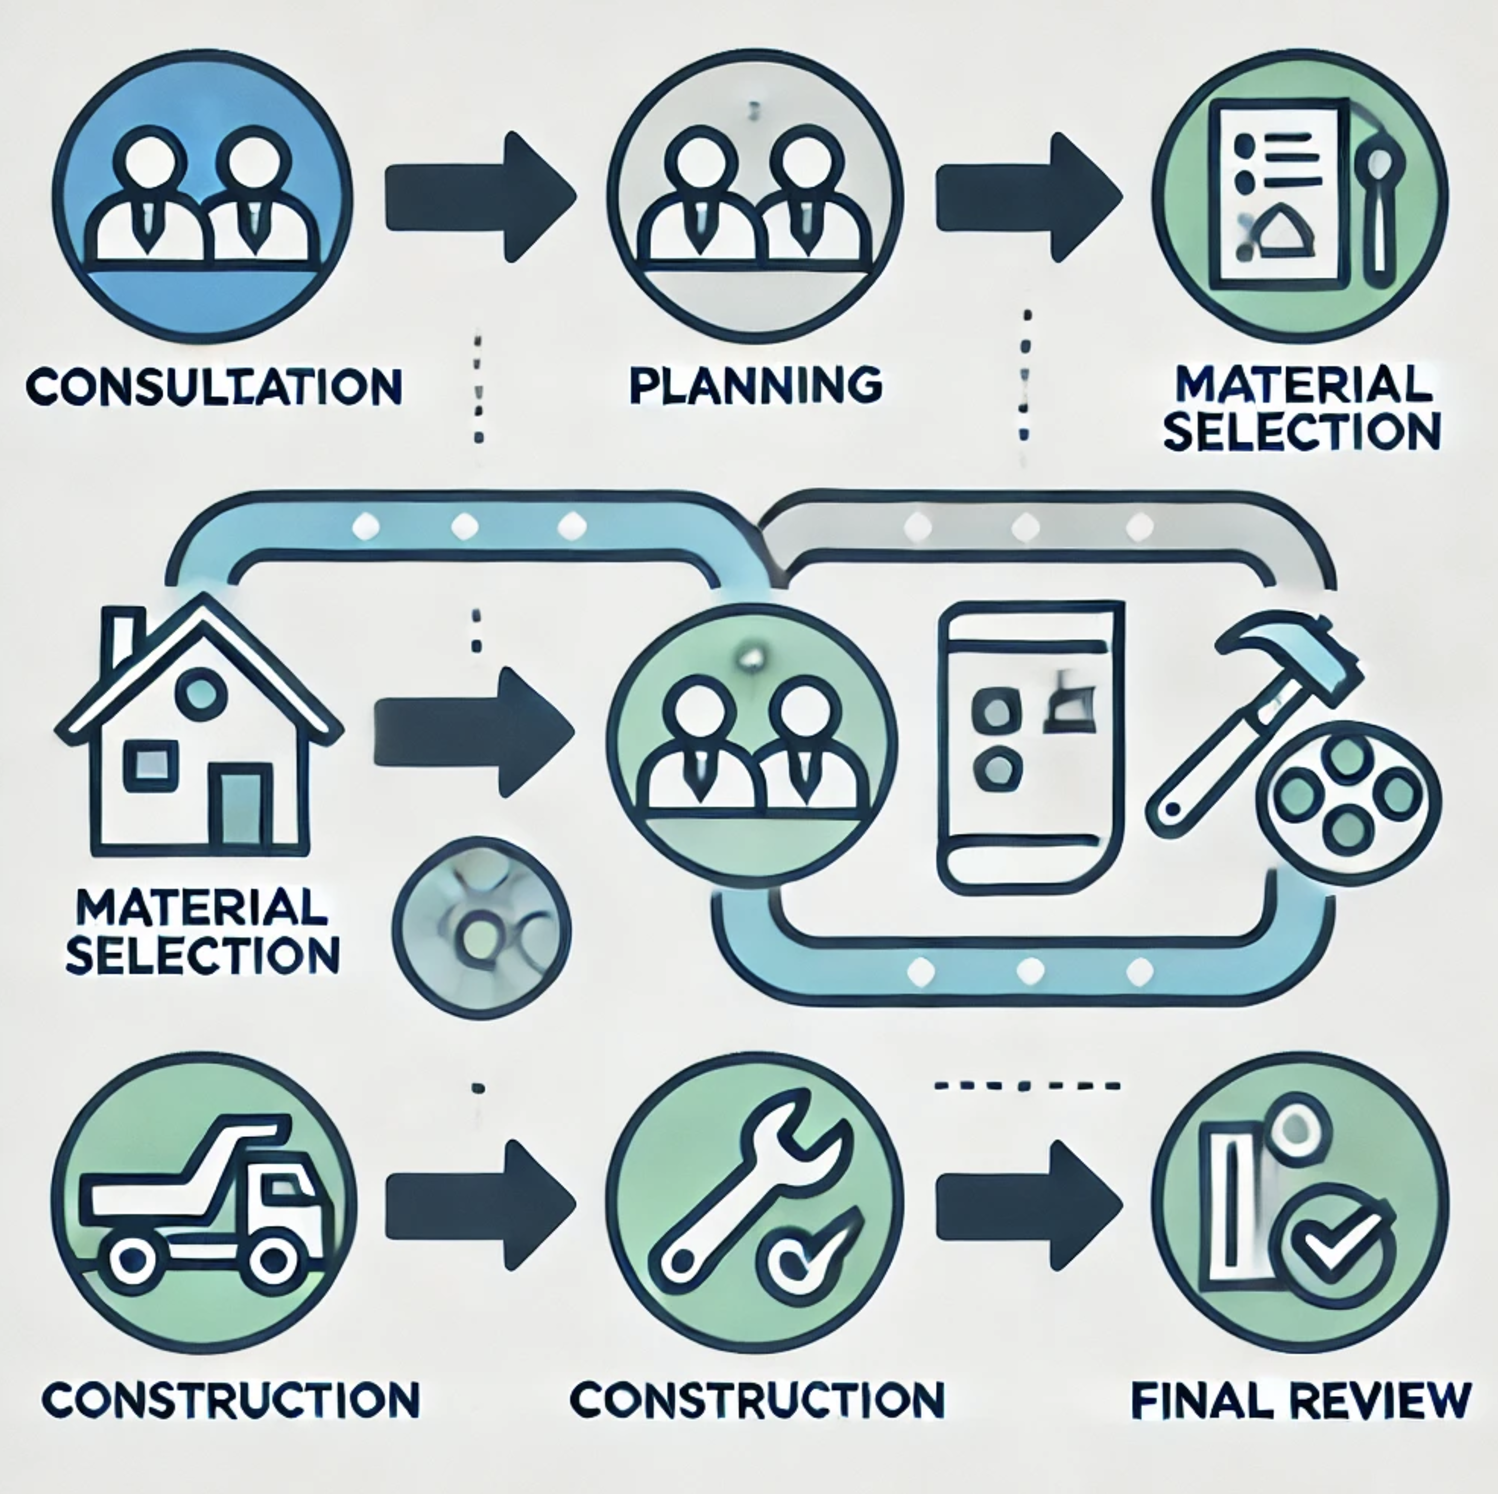 CONSULTATION
PLANNING
MATERIAL
SELECTION
MATERIAL
SELECTION
CONSTRUCTION
CONSTRUCTION
FINAL REVIEW